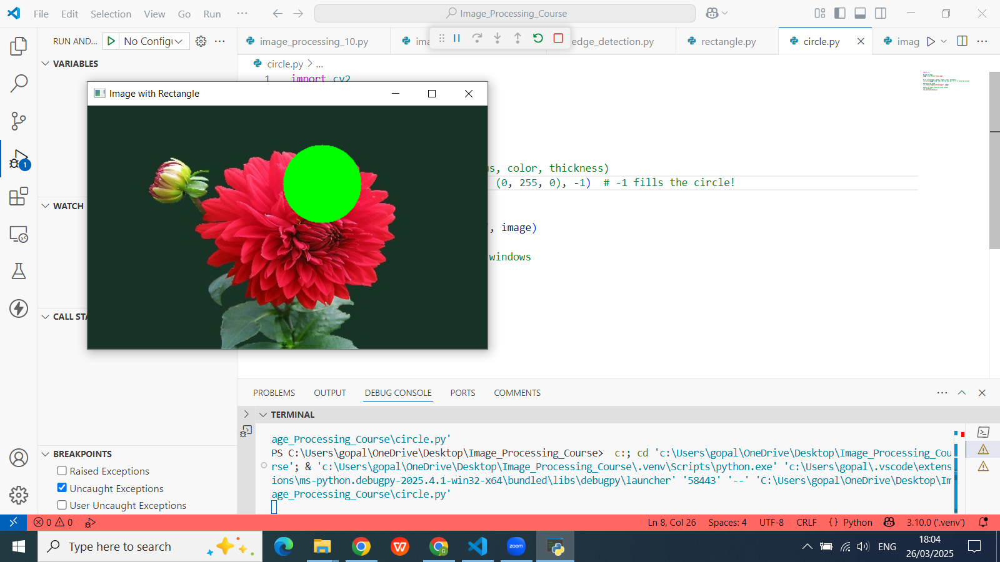 File Edit Selection View Go Run ···
Image_Processing_Course
RUN AND... No Config
image_processing_10.py
edge_detection.py
rectangle.py
circle.py
imag
VARIABLES
circle.py > ...
1 import cv2
Image with Rectangle
s, color, thickness)
(0, 255, 0), -1) # -1 fills the circle!
WATCH
, image)
windows
CALL STA
PROBLEMS OUTPUT DEBUG CONSOLE PORTS COMMENTS
TERMINAL
age_Processing_Course\circle.py'
PS C:\Users\gopal\OneDrive\Desktop\Image_Processing_Course> c:; cd 'c:\Users\gopal\OneDrive\Desktop\Image_Processing_Cou
rse'; & 'c:\Users\gopal\OneDrive\Desktop\Image_Processing_Course\.venv\Scripts\python.exe' 'c:\Users\gopal\.vscode\extens
ions\ms-python.debugpy-2025.4.1-win32-x64\bundled\libs\debugpy\launcher' '58443' '--' 'C:\Users\gopal\OneDrive\Desktop\Im
age_Processing_Course\circle.py'
BREAKPOINTS
Raised Exceptions
Uncaught Exceptions
User Uncaught Exceptions
1
0 0
Ln 8, Col 26 Spaces: 4 UTF-8 CRLF {} Python 3.10.0 ('.venv')
Type here to search
zoom
ENG
18:04
26/03/2025